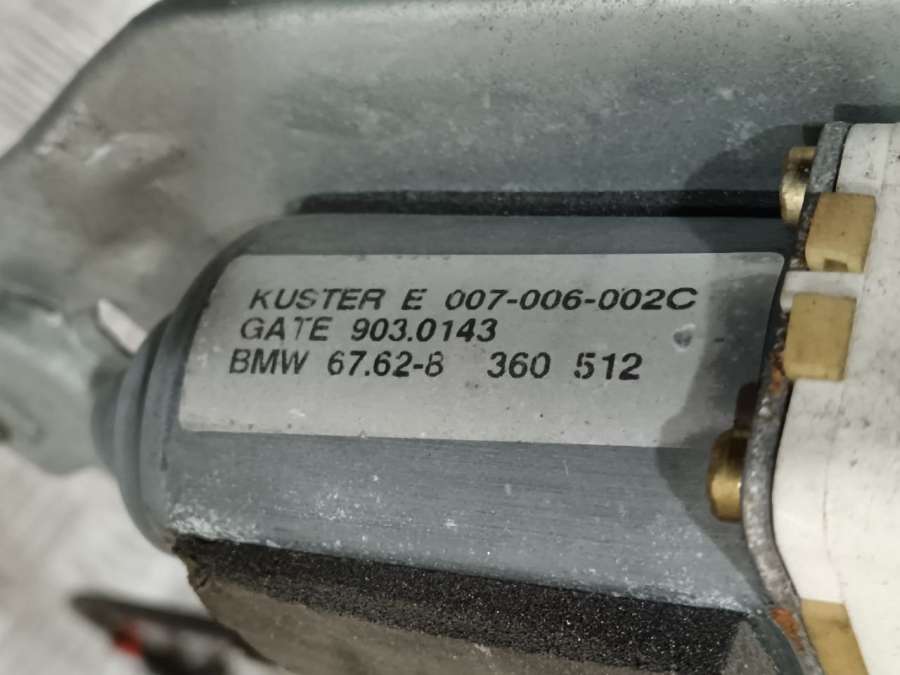 KUSTER E 007-006-002C
GATE 903.0143
BMW 67.62-8 360 512